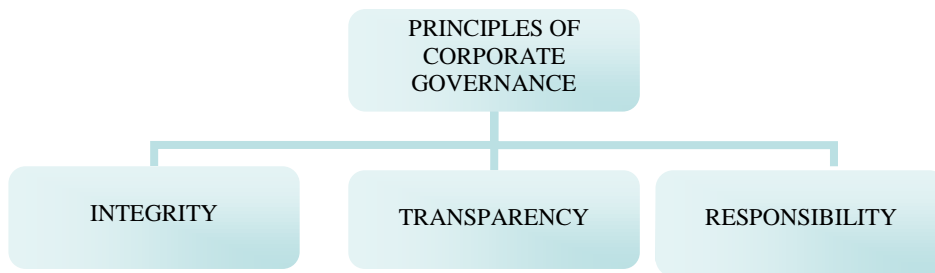 PRINCIPLES OF
CORPORATE
GOVERNANCE
INTEGRITY
TRANSPARENCY
RESPONSIBILITY